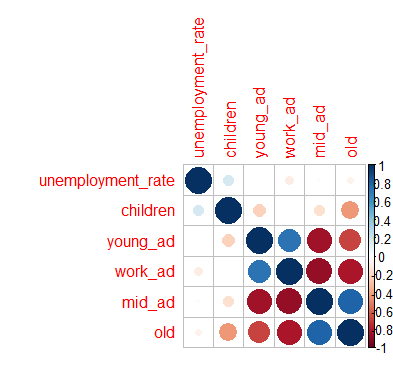 unemployment_rate
children
young_ad
work_ad
mid_ad
old
unemployment_rate
children
young_ad
work_ad
mid_ad
old
1
0.8
0.6
0.4
0.2
0
-0.2
-0.4
-0.6
-0.8
-1